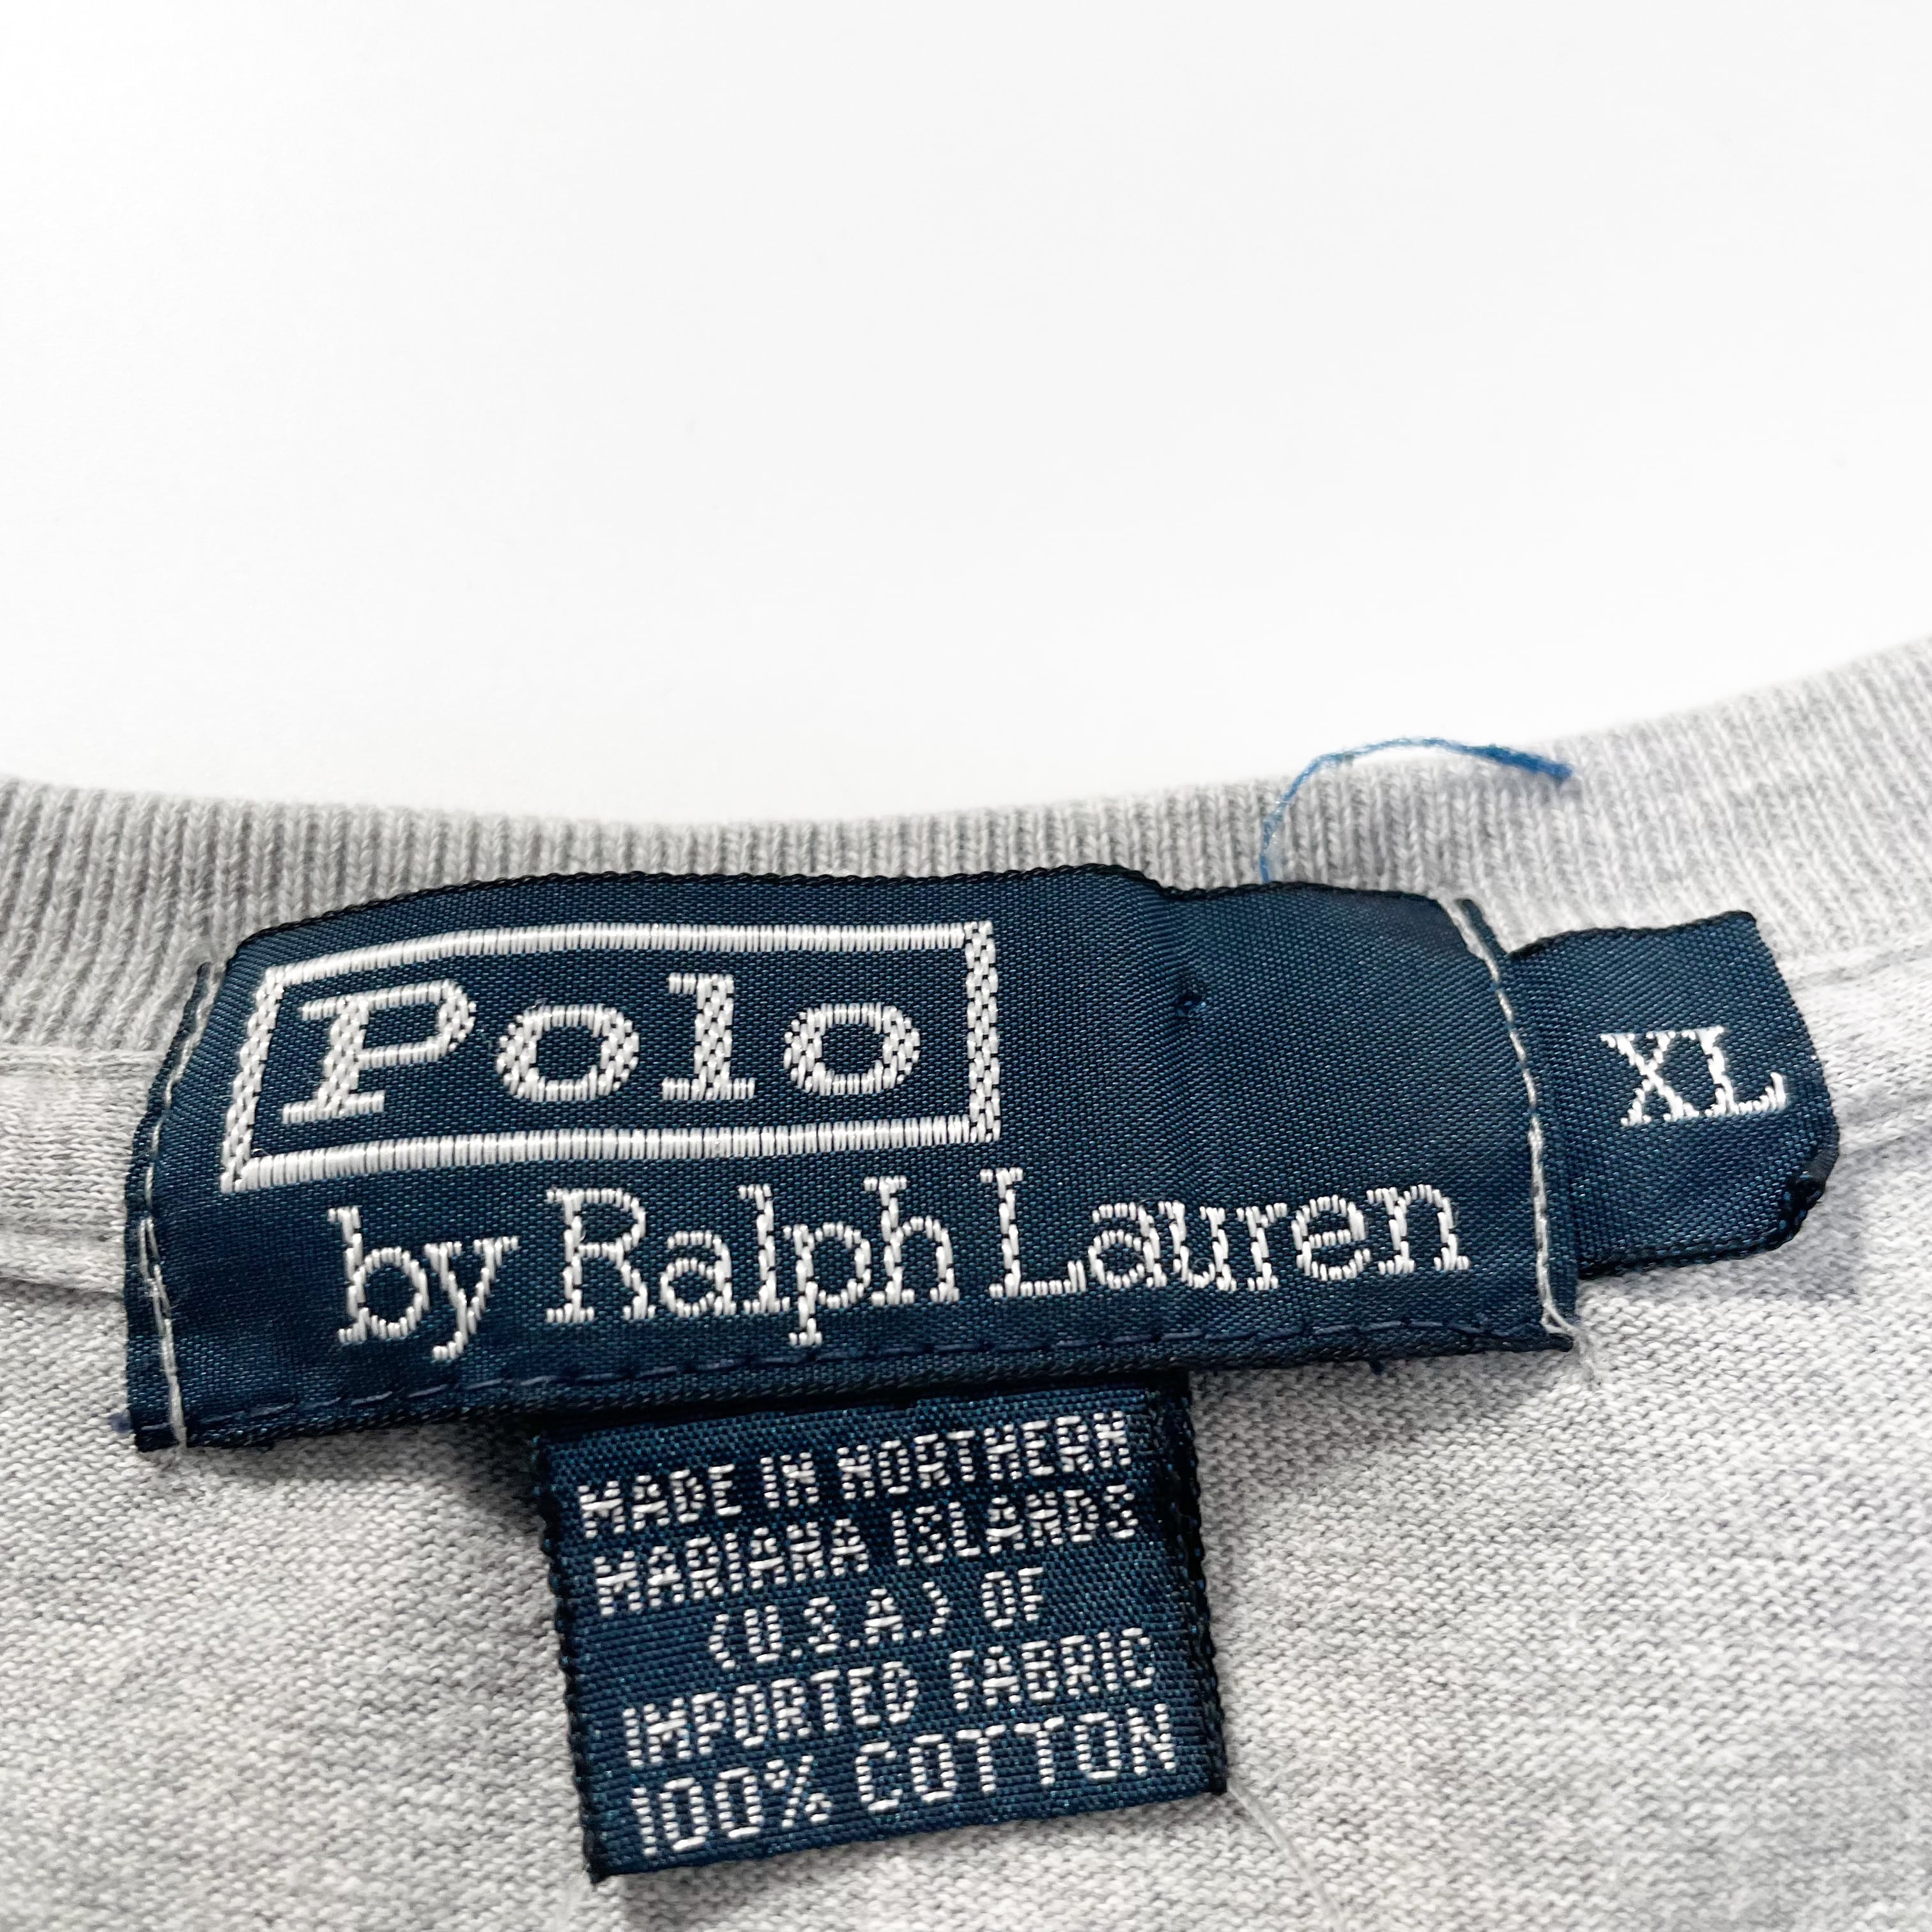 Polo
by Ralph Lauren
XL
MADE IN NORTHERN
MARIANA ISLANDS
(U.S.A.) OF
IMPORTED FABRIC
100% COTTON